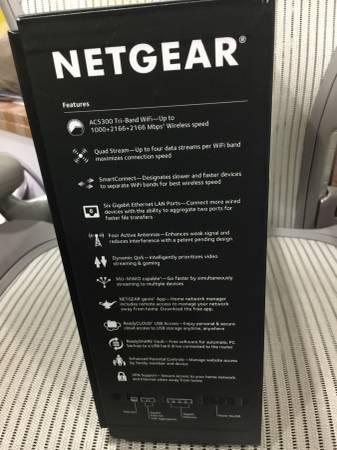 NETGEAR®
Features
AC5300 Tri-Band WiFi—Up to
1000+2166+2166 Mbps† Wireless speed
Quad Stream—Up to four data streams per WiFi band
maximizes connection speed
SmartConnect—Designates slower and faster devices
to separate WiFi bands for best wireless speed
Six Gigabit Ethernet LAN Ports— Connect more wired
devices with the ability to aggregate two ports for
faster file transfers
Four Active Antennas—Enhances weak signal and
reduces interference with a patent pending design
Dynamic QoS—Intelligently prioritizes video
streaming & gaming
MU-MIMO capable—Go faster by simultaneously
streaming to multiple devices
NETGEAR genie® App—Home network manager
includes remote access to manage your network
away from home. Download the free app.
ReadyCLOUD® USB Access— Enjoy personal & secure
cloud access to USB storage anytime, anywhere
ReadySHARE Vault—Free software for automatic PC
backup to a USB hard drive connected to the router
Enhanced Parental Controls—Manage website access
by family member and device
VPN Support— Secure access to your home network
and Internet when away from home